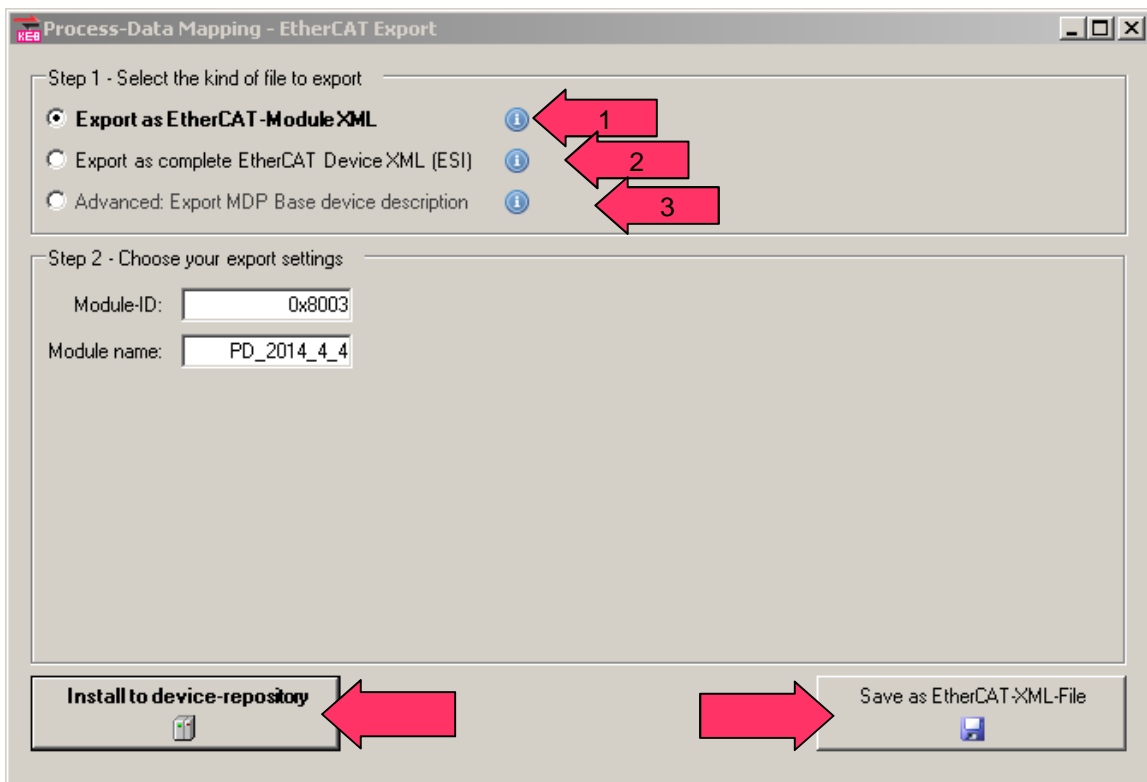 KEB
Process-Data Mapping - EtherCAT Export
Step 1 - Select the kind of file to export
Export as EtherCAT-Module XML
1
Export as complete EtherCAT Device XML (ESI)
2
Advanced: Export MDP Base device description
3
Step 2 - Choose your export settings
Module-ID: 0x8003
Module name: PD_2014_4_4
Install to device-repository
Save as EtherCAT-XML-File